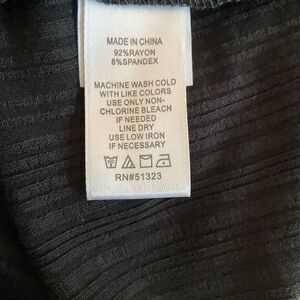 MADE IN CHINA
92%RAYON
8%SPANDEX
MACHINE WASH COLD
WITH LIKE COLORS
USE ONLY NON-
CHLORINE BLEACH
IF NEEDED
LINE DRY
USE LOW IRON
IF NECESSARY
RN#51323